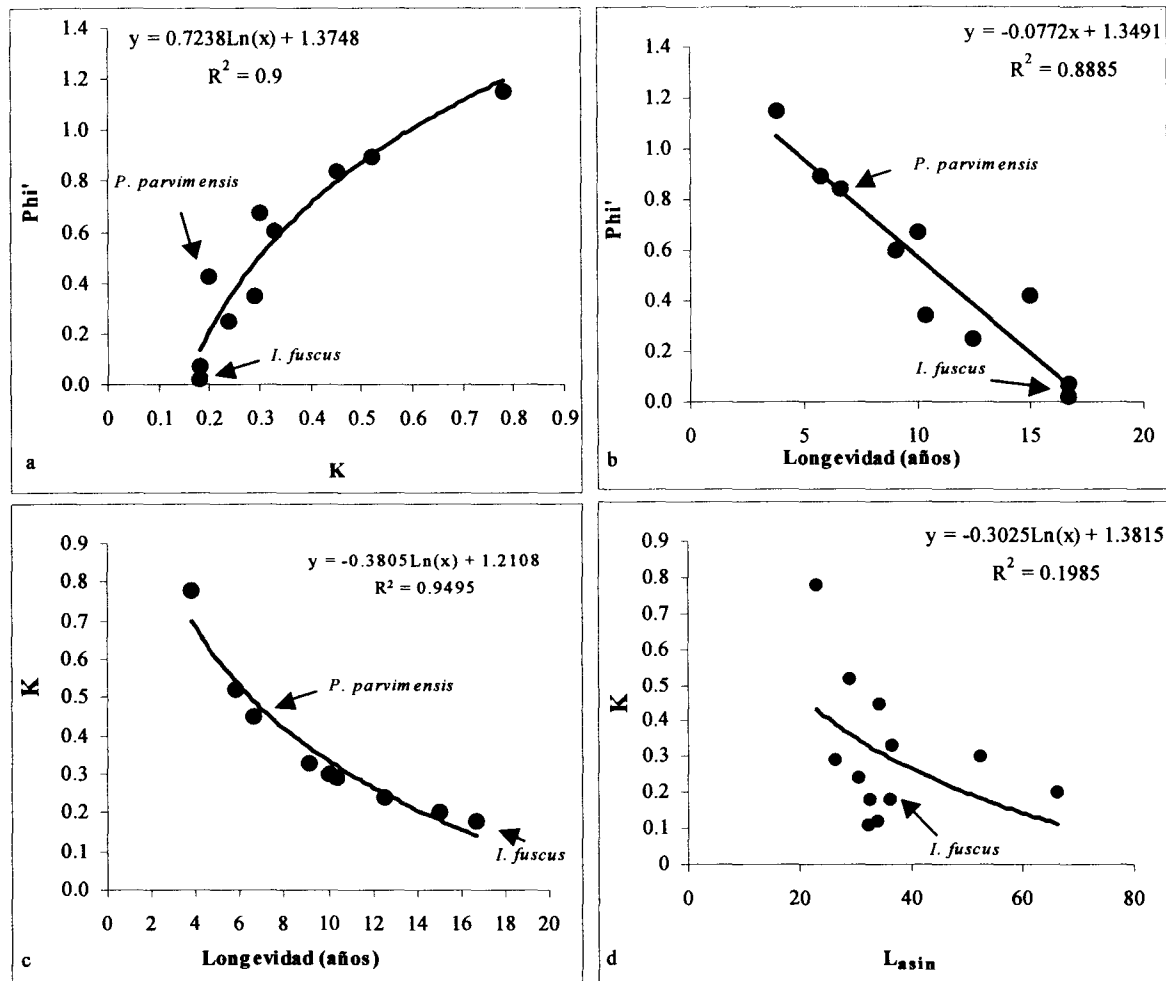 y = 0.7238Ln(x) + 1.3748
R² = 0.9
1.4
1.2
1.0
0.8
0.6
0.4
0.2
0.0
Phi'
P. parvimensis
I. fuscus
0 0.1 0.2 0.3 0.4 0.5 0.6 0.7 0.8 0.9
K
a
y = -0.0772x + 1.3491
R² = 0.8885
1.4
1.2
1.0
0.8
0.6
0.4
0.2
0.0
Phi'
P. parvimensis
I. fuscus
0 5 10 15 20
Longevidad (años)
b
y = -0.3805Ln(x) + 1.2108
R² = 0.9495
0.9
0.8
0.7
0.6
0.5
0.4
0.3
0.2
0.1
0.0
K
P. parvimensis
I. fuscus
0 2 4 6 8 10 12 14 16 18 20
Longevidad (años)
c
y = -0.3025Ln(x) + 1.3815
R² = 0.1985
0.9
0.8
0.7
0.6
0.5
0.4
0.3
0.2
0.1
0
K
I. fuscus
0 20 40 60 80
Lasin
d